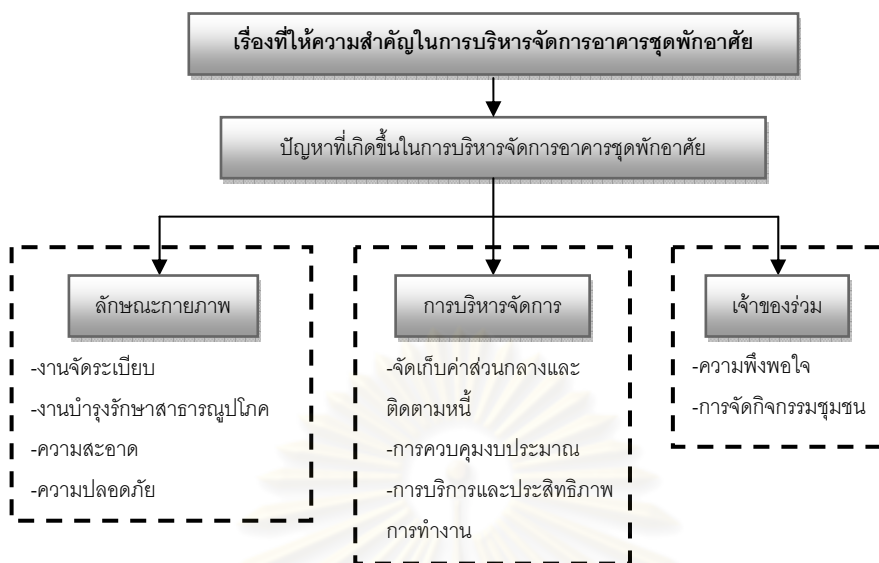 เรื่องที่ให้ความสำคัญในการบริหารจัดการอาคารชุดพักอาศัย
ปัญหาที่เกิดขึ้นในการบริหารจัดการอาคารชุดพักอาศัย
ลักษณะกายภาพ
-งานจัดระเบียบ
-งานบำรุงรักษาสาธารณูปโภค
-ความสะอาด
-ความปลอดภัย
การบริหารจัดการ
-จัดเก็บค่าส่วนกลางและ
ติดตามหนี้
-การควบคุมงบประมาณ
-การบริการและประสิทธิภาพ
การทำงาน
เจ้าของร่วม
-ความพึงพอใจ
-การจัดกิจกรรมชุมชน